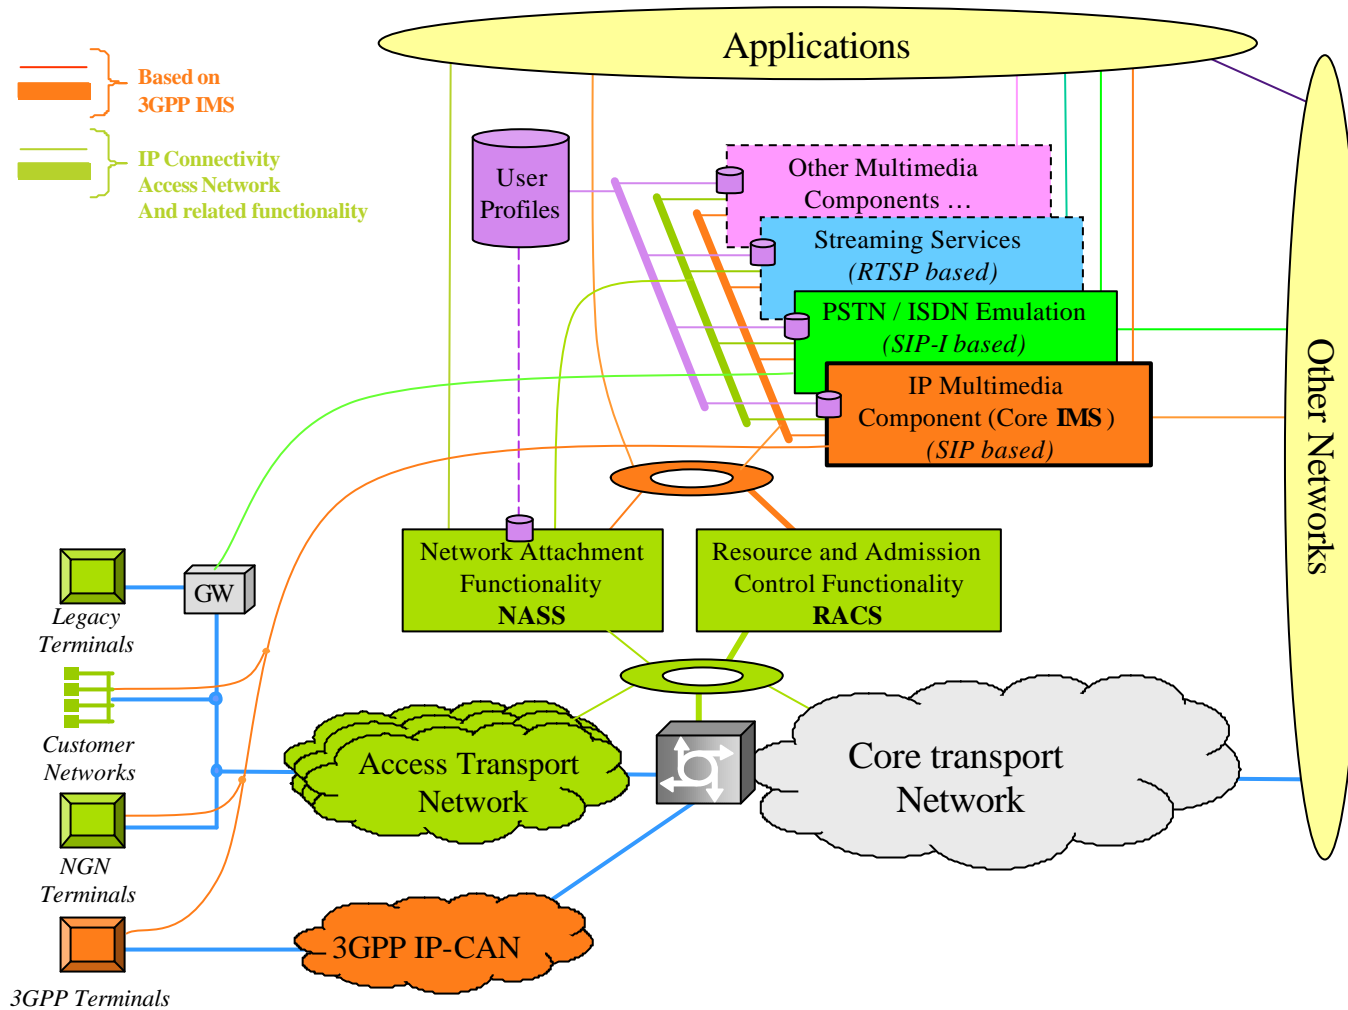 Applications
Based on
3GPP IMS
IP Connectivity
Access Network
And related functionality
User
Profiles
Other Multimedia
Components …
Streaming Services
(RTSP based)
PSTN / ISDN Emulation
(SIP-I based)
IP Multimedia
Component (Core IMS )
(SIP based)
Other Networks
Network Attachment
Functionality
NASS
Resource and Admission
Control Functionality
RACS
GW
Legacy
Terminals
Customer
Networks
NGN
Terminals
3GPP Terminals
Access Transport
Network
Core transport
Network
3GPP IP-CAN